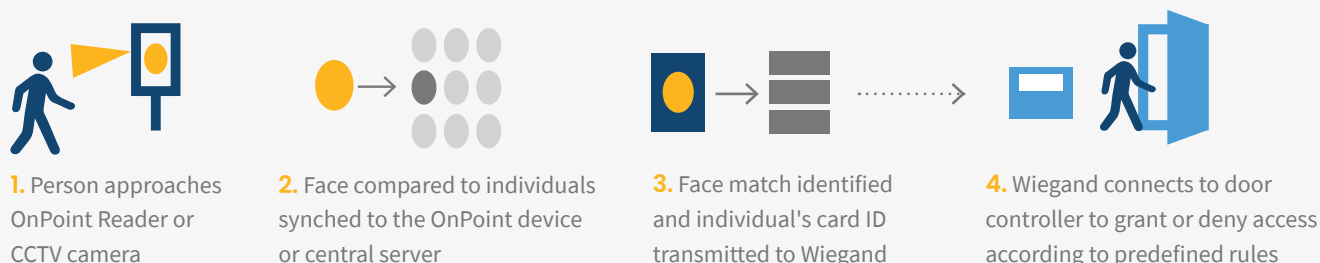 1. Person approaches
OnPoint Reader or
CCTV camera
2. Face compared to individuals
synched to the OnPoint device
or central server
3. Face match identified
and individual's card ID
transmitted to Wiegand
4. Wiegand connects to door
controller to grant or deny access
according to predefined rules